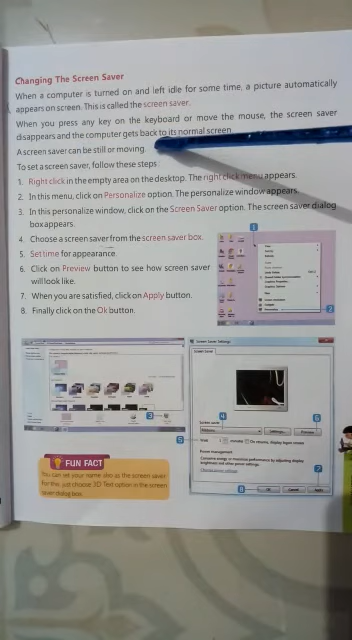 Changing The Screen Saver
When a computer is turned on and left idle for some time, a picture automatically
appears on screen. This is called the screen saver.
When you press any key on the keyboard or move the mouse, the screen saver
disappears and the computer gets back to its normal screen.
A screen saver can be still or moving.
To set a screen saver, follow these steps
1. Right click in the empty area on the desktop. The right click menu appears.
2. In this menu, click on Personalize option. The personalize window appears.
3. In this personalize window, click on the Screen Saver option. The screen saver dialog
box appears.
4. Choose a screen saver from the screen saver box.
5. Set time for appearance.
6. Click on Preview button to see how screen saver
will look like.
7. When you are satisfied, click on Apply button.
8. Finally click on the Ok button.
1
2
3
Screen Saver Settings
Screen Saver
4
6
Screen saver
5
Wait
minutes
On resume, display logon screen
Power management
7
8
OK
Cancel
Apply
FUN FACT
You can set your name also as the screen saver
for this just choose 3D Text option in the screen
saver dialog box.